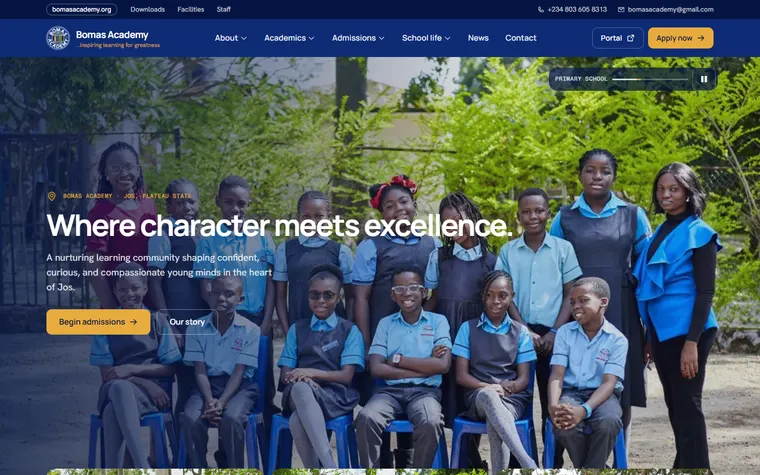 bomasacademy.org
Downloads
Facilities
Staff
+234 803 605 8313
bomasacademy@gmail.com
Bomas Academy
...Inspiring learning for greatness
About
Academics
Admissions
School life
News
Contact
Portal
Apply now
PRIMARY SCHOOL
BOMAS ACADEMY · JOS, PLATEAU STATE
Where character meets excellence.
A nurturing learning community shaping confident,
curious, and compassionate young minds in the heart
of Jos.
Begin admissions
Our story